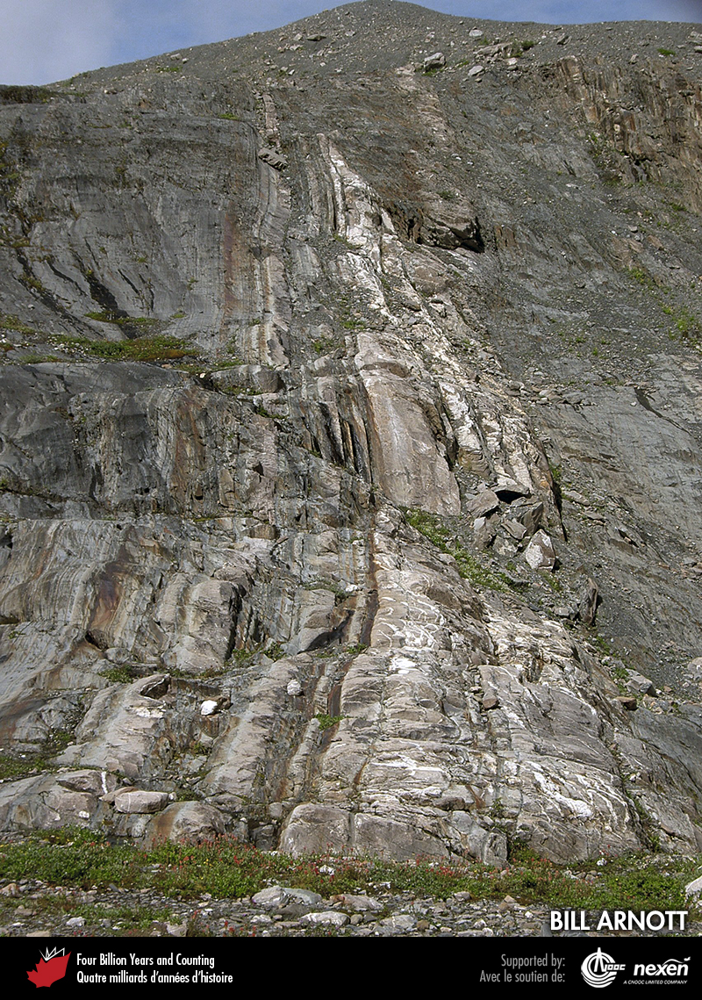 BILL ARNOTT
Four Billion Years and Counting
Quatre milliards d'années d'histoire
Supported by:
Avec le soutien de:
CNOOC
nexen
A CNOOC LIMITED COMPANY